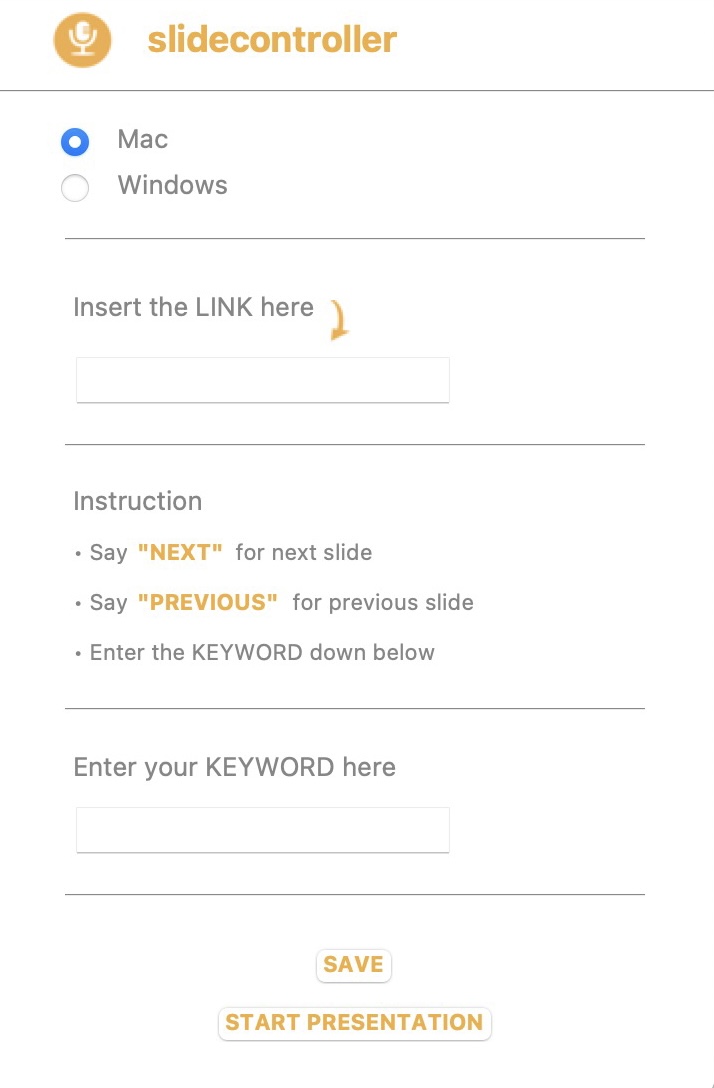 slidecontroller
Mac
Windows
Insert the LINK here
Instruction
• Say "NEXT" for next slide
• Say "PREVIOUS" for previous slide
• Enter the KEYWORD down below
Enter your KEYWORD here
SAVE
START PRESENTATION